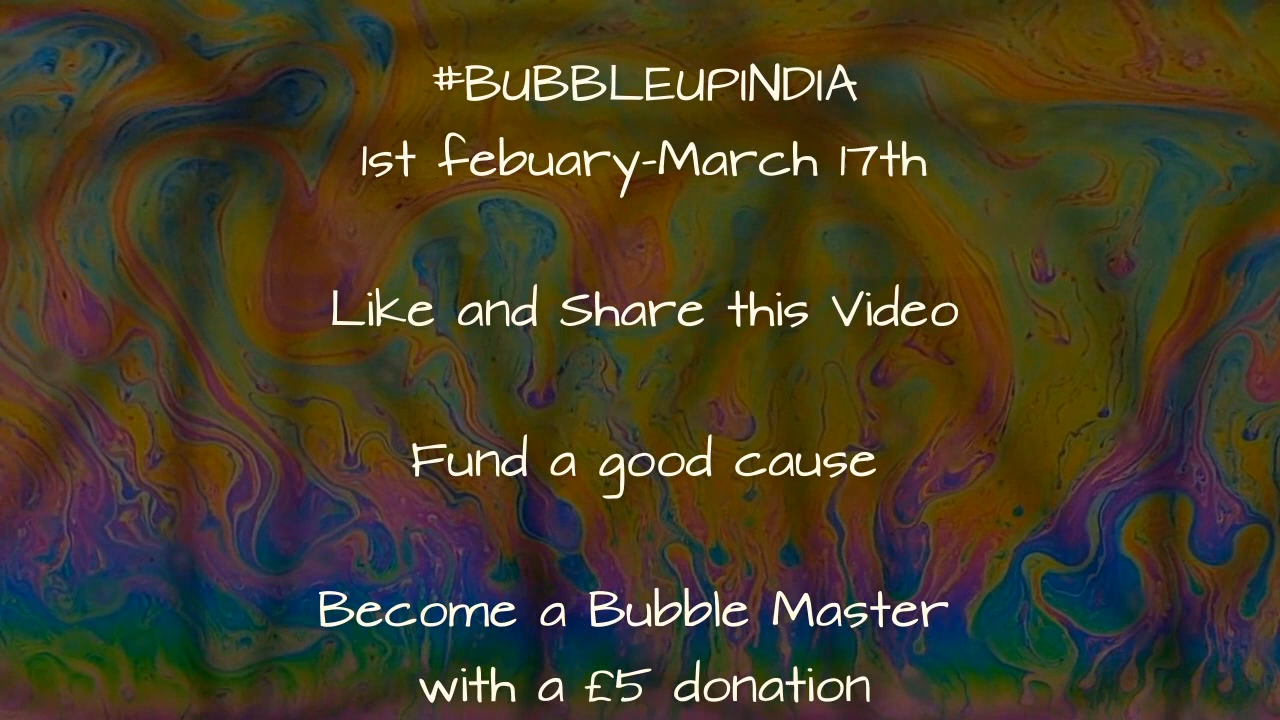 #BUBBLEUPINDIA
1st febuary-March 17th
Like and Share this Video
Fund a good cause
Become a Bubble Master
with a £5 donation